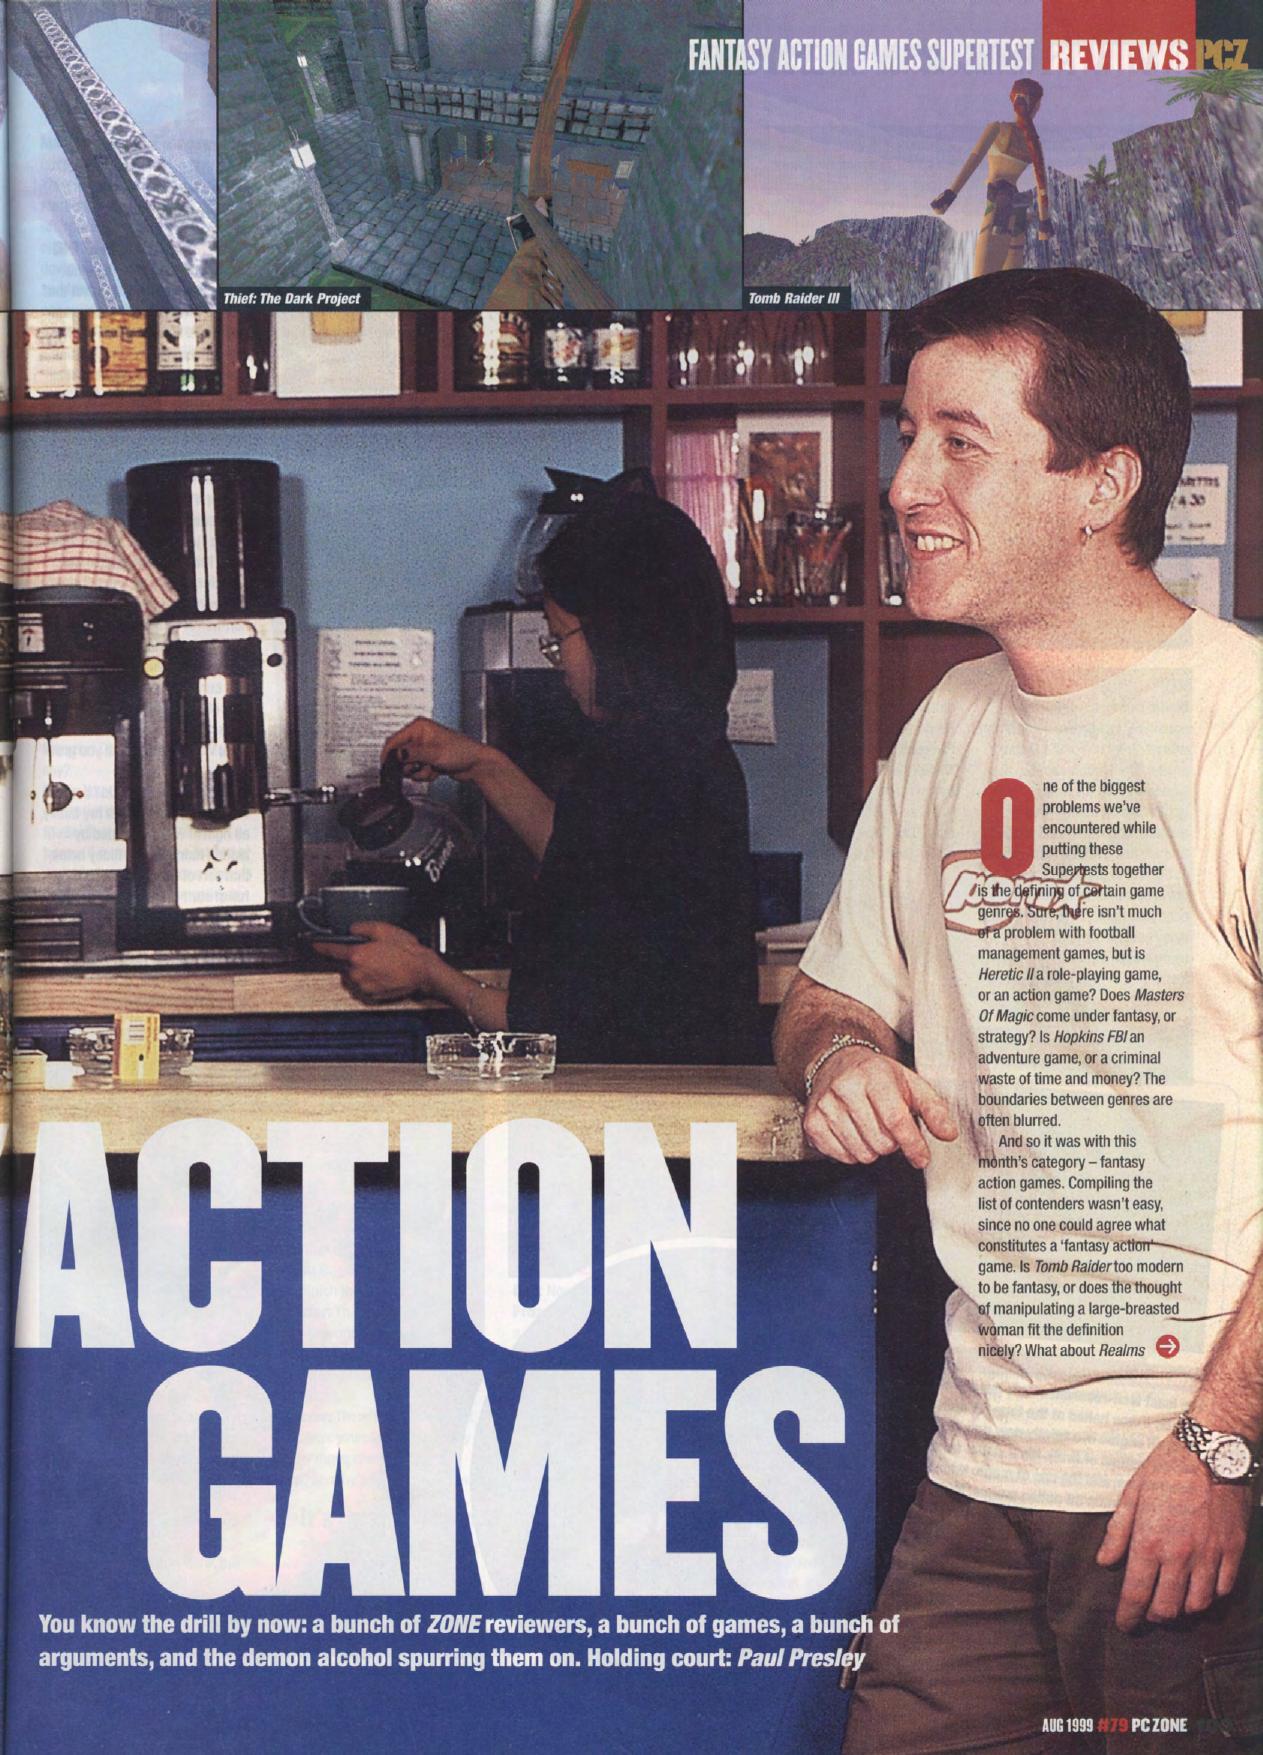 FANTASY ACTION GAMES SUPERTEST REVIEWS PCZ
Thief: The Dark Project
Tomb Raider III
One of the biggest
problems we've
encountered while
putting these
Supertests together
is the defining of certain game
genres. Sure, there isn't much
of a problem with football
management games, but is
Heretic II a role-playing game,
or an action game? Does Masters
Of Magic come under fantasy, or
strategy? Is Hopkins FBI an
adventure game, or a criminal
waste of time and money? The
boundaries between genres are
often blurred.
And so it was with this
month's category – fantasy
action games. Compiling the
list of contenders wasn't easy,
since no one could agree what
constitutes a 'fantasy action'
game. Is Tomb Raider too modern
to be fantasy, or does the thought
of manipulating a large-breasted
woman fit the definition
nicely? What about Realms
ACTION
GAMES
You know the drill by now: a bunch of ZONE reviewers, a bunch of games, a bunch of
arguments, and the demon alcohol spurring them on. Holding court: Paul Presley
AUG 1999 #79 PC ZONE